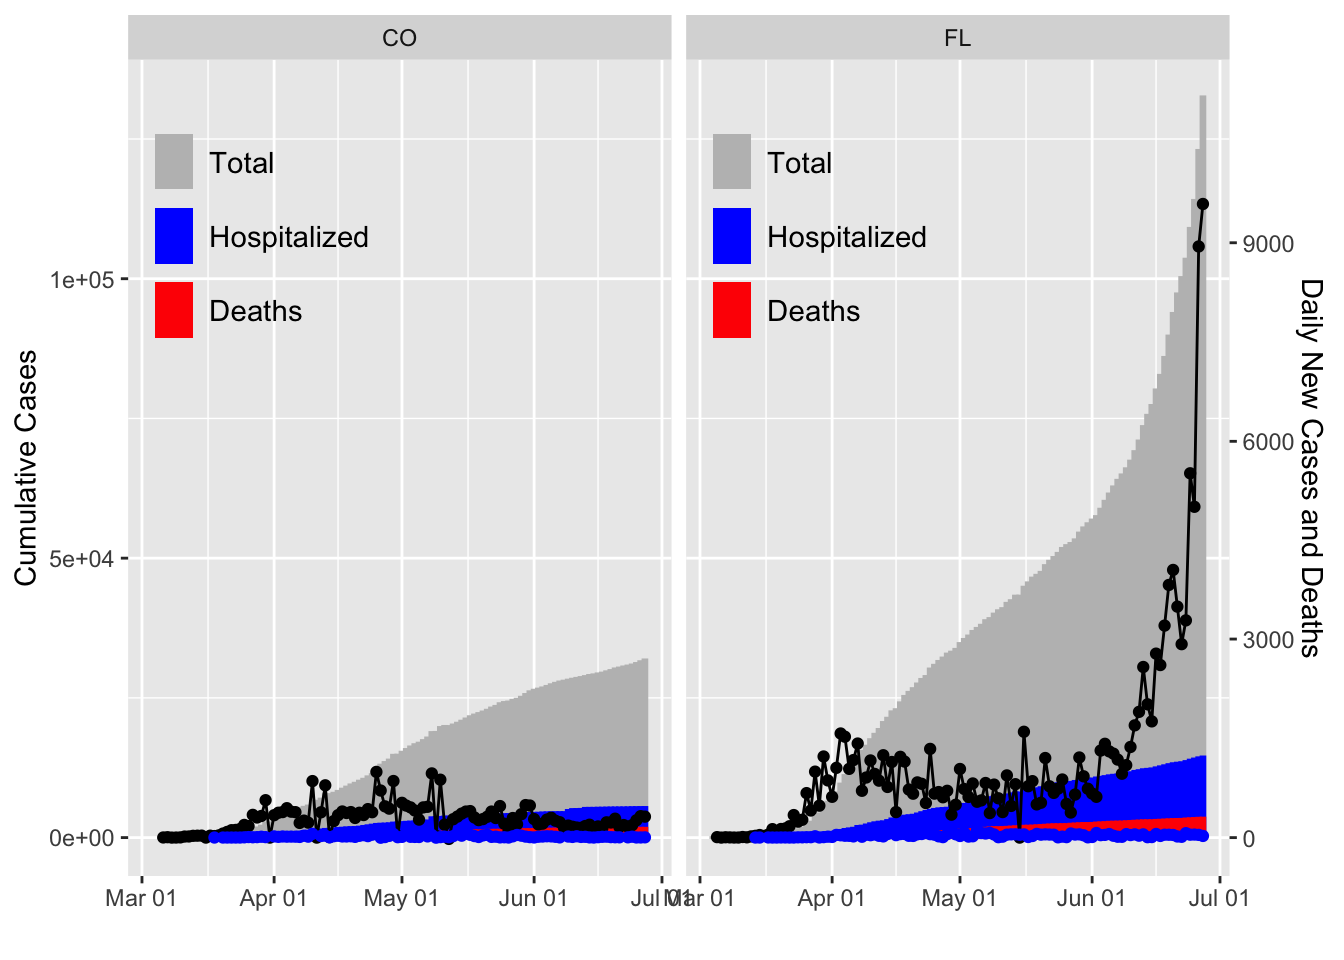 CO
FL
Total
Hospitalized
Deaths
Total
Hospitalized
Deaths
Cumulative Cases
1e+05
5e+04
0e+00
9000
6000
3000
0
Daily New Cases and Deaths
Mar 01
Apr 01
May 01
Jun 01
Jul 01
Mar 01
Apr 01
May 01
Jun 01
Jul 01